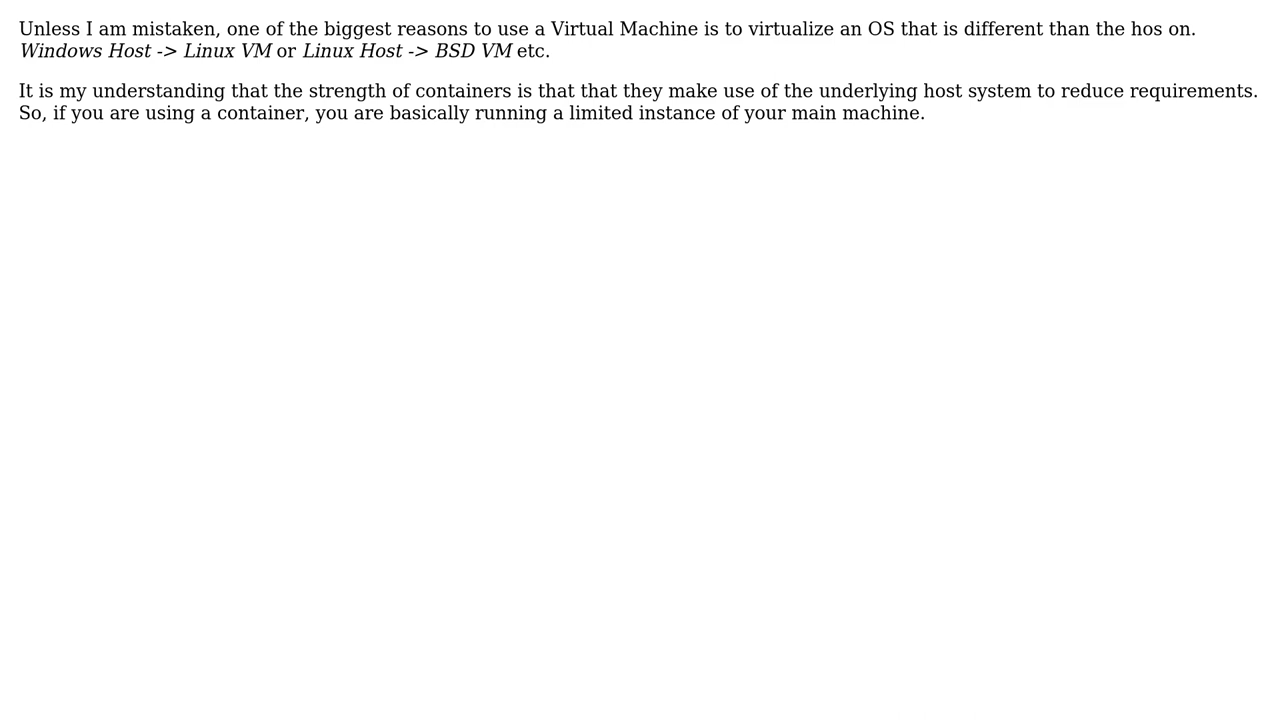 Unless I am mistaken, one of the biggest reasons to use a Virtual Machine is to virtualize an OS that is different than the hos on.
Windows Host -> Linux VM or Linux Host -> BSD VM etc.
It is my understanding that the strength of containers is that that they make use of the underlying host system to reduce requirements.
So, if you are using a container, you are basically running a limited instance of your main machine.